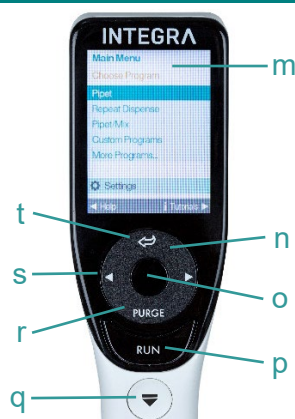 INTEGRA
Main Menu
Choose Program
Pipet
Repeat Dispense
Pipet/Mix
Custom Programs
More Programs...
Settings
Help
i Tutorials
m
t
n
s
o
r
PURGE
RUN
p
q